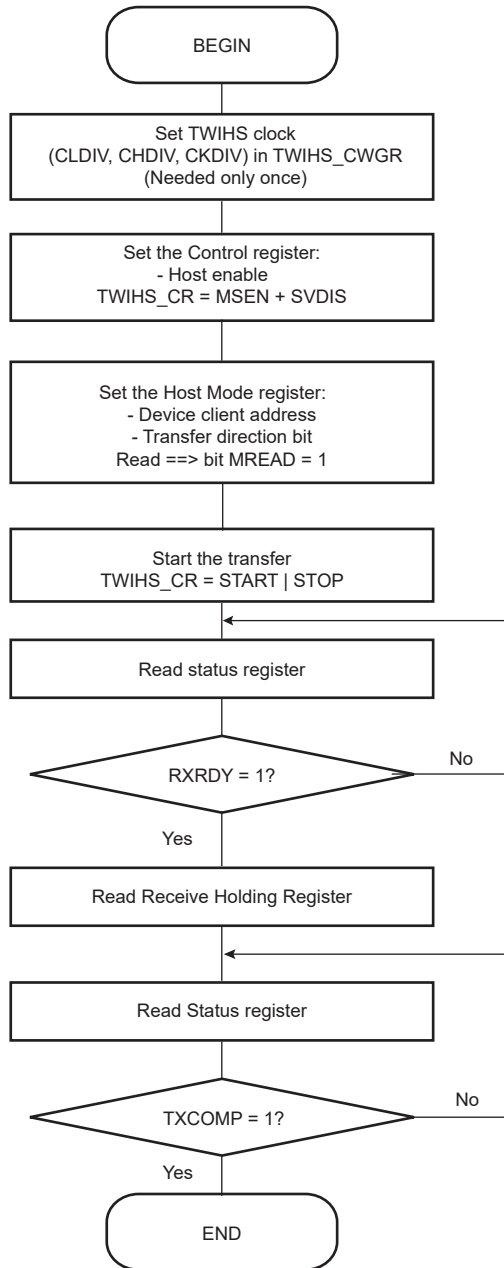 BEGIN
Set TWIHS clock
(CLDIV, CHDIV, CKDIV) in TWIHS_CWGR
(Needed only once)
Set the Control register:
- Host enable
TWIHS_CR = MSEN + SVDIS
Set the Host Mode register:
- Device client address
- Transfer direction bit
Read ==> bit MREAD = 1
Start the transfer
TWIHS_CR = START | STOP
Read status register
RXRDY = 1?
No
Yes
Read Receive Holding Register
Read Status register
TXCOMP = 1?
No
Yes
END